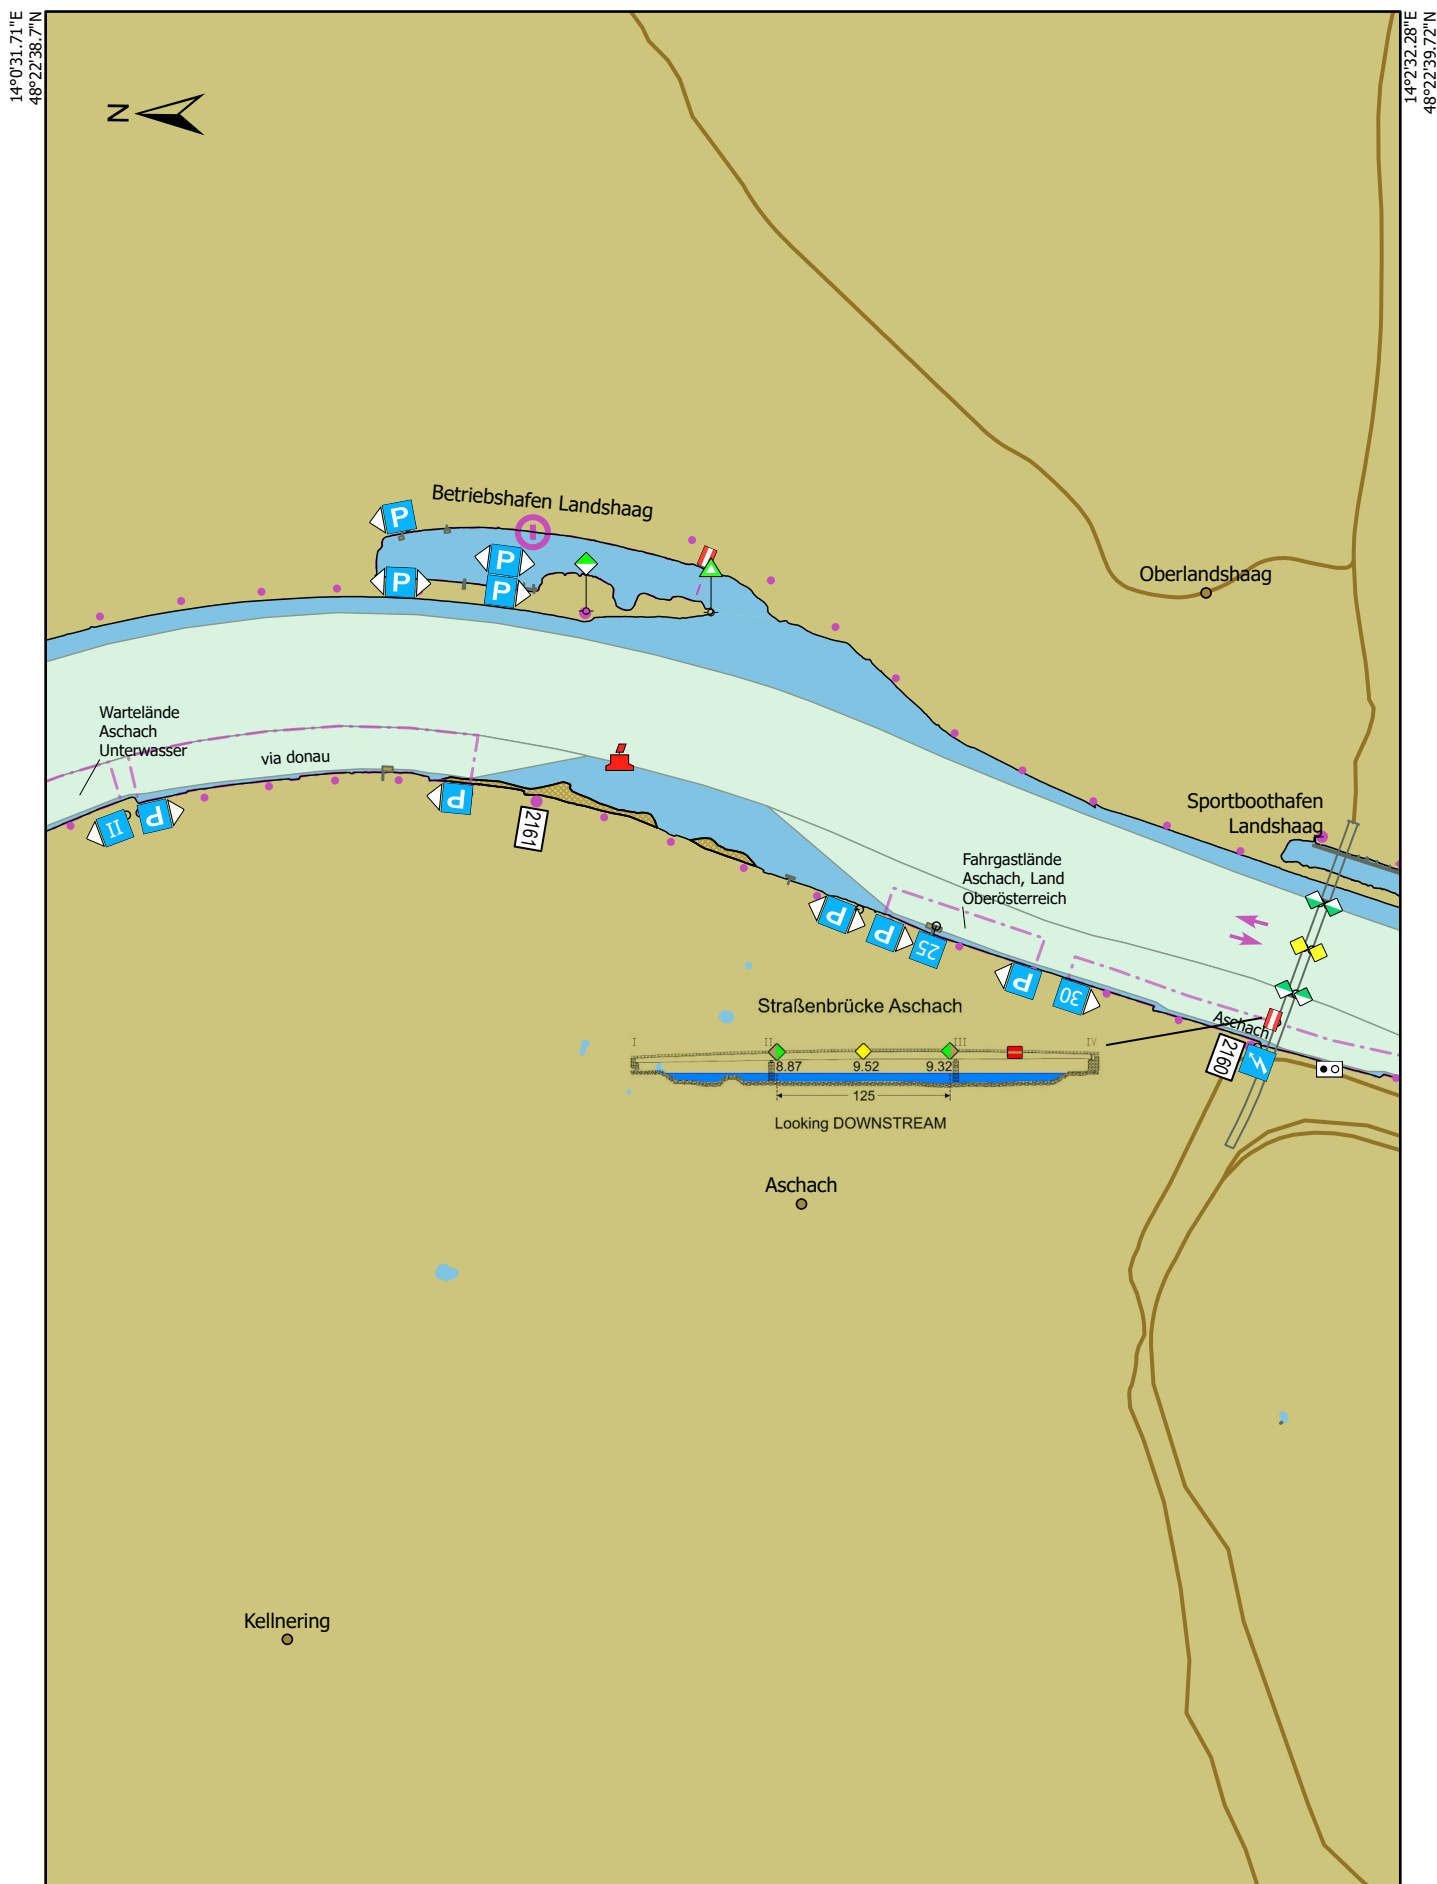 14°0'31.71"E
48°22'38.7"N
14°2'32.28"E
48°22'39.72"N
N
Betriebshafen Landshaag
P
P
P
P
Oberlandshaag
Wartelände
Aschach
Unterwasser
via donau
II
P
P
2161
Sportboothafen
Landshaag
Fahrgastlände
Aschach, Land
Oberösterreich
P
P
25
P
30
Aschach
2160
Straßenbrücke Aschach
I
II
III
IV
8.87
9.52
9.32
125
Looking DOWNSTREAM
Aschach
Kellnering